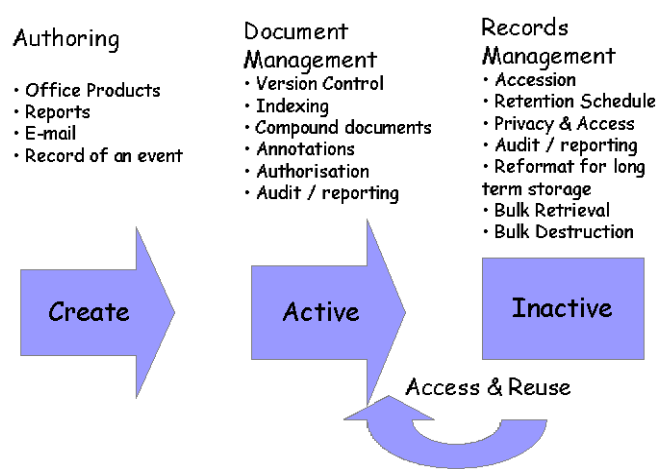 Authoring
• Office Products
• Reports
• E-mail
• Record of an event
Document
Management
• Version Control
• Indexing
• Compound documents
• Annotations
• Authorisation
• Audit / reporting
Records
Management
• Accession
• Retention Schedule
• Privacy & Access
• Audit / reporting
• Reformat for long
term storage
• Bulk Retrieval
• Bulk Destruction
Create
Active
Inactive
Access & Reuse